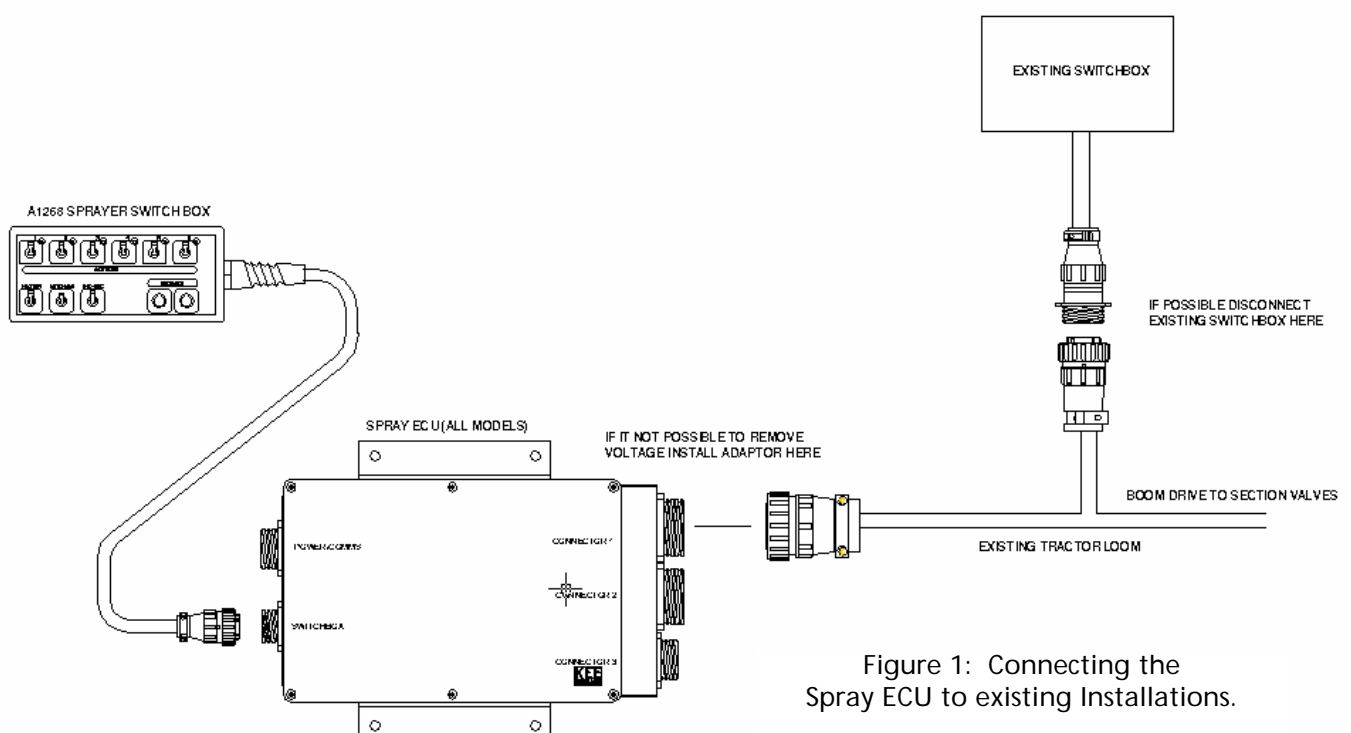 EXISTING SWITCHBOX
A1268 SPRAYER SWITCH BOX
IF POSSIBLE DISCONNECT
EXISTING SWITCHBOX HERE
SPRAY ECU(ALL MODELS)
IF IT NOT POSSIBLE TO REMOVE
VOLTAGE INSTALL ADAPTOR HERE
BOOM DRIVE TO SECTION VALVES
POWER/COMMS
CONNECTOR 1
EXISTING TRACTOR LOOM
CONNECTOR 2
SWITCHBOX
CONNECTOR 3
KEE
Figure 1: Connecting the
Spray ECU to existing Installations.